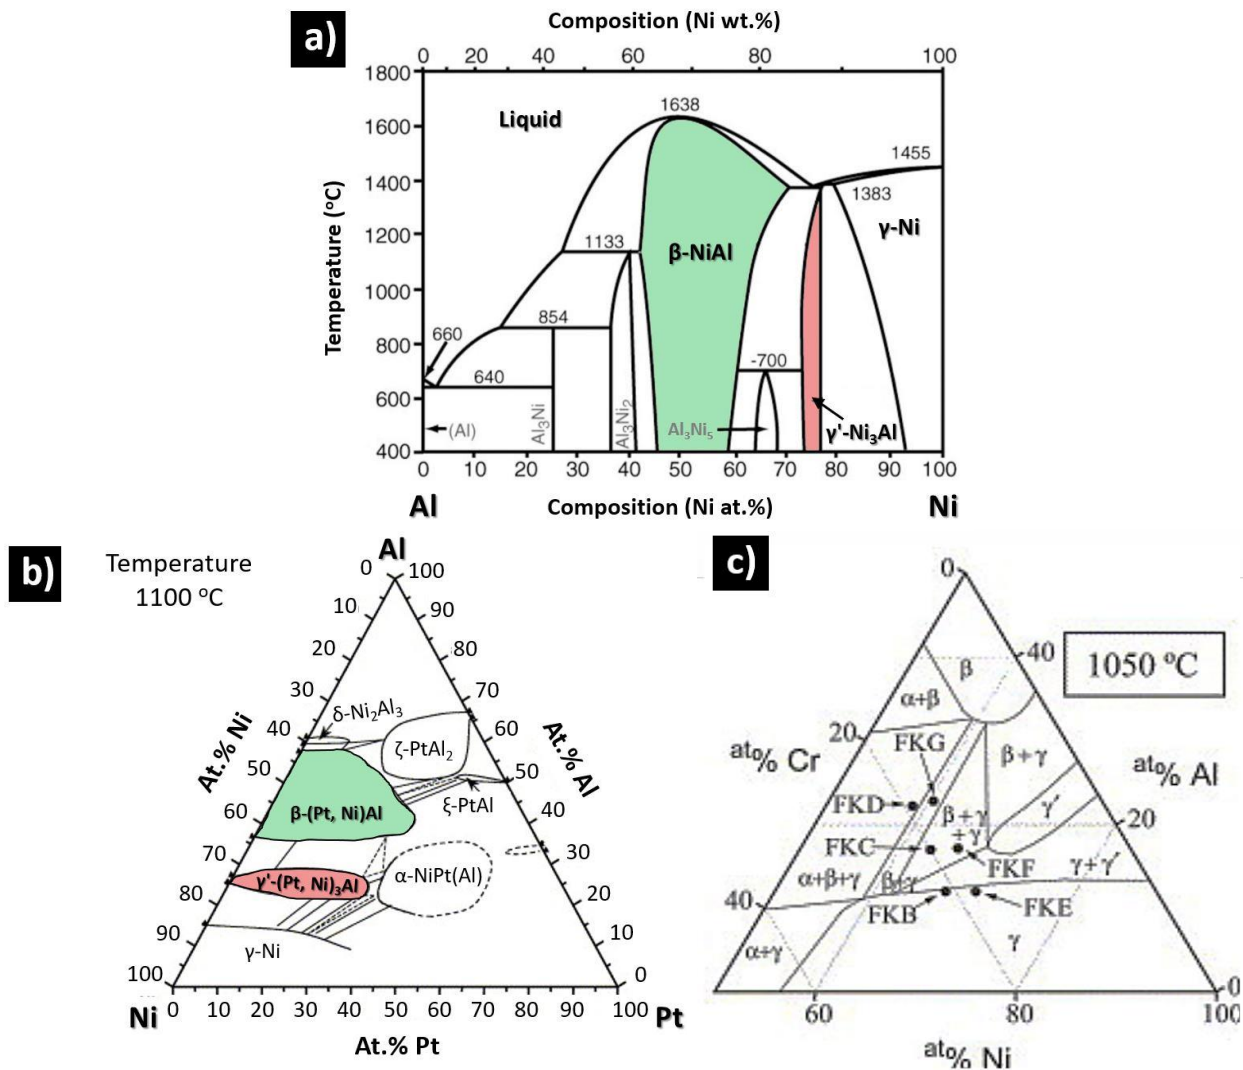 a)
Composition (Ni wt.%)
0 20 40 60 80 100
1800
1600
1400
1200
1000
800
600
400
Temperature (°C)
Liquid
1638
1455
1383
γ-Ni
β-NiAl
1133
854
660
640
-700
(Al)
Al₃Ni
Al₃Ni₂
Al₃Ni₅
γ'-Ni₃Al
0 10 20 30 40 50 60 70 80 90 100
Al
Composition (Ni at.%)
Ni
b)
Temperature
1100 °C
Al
0 100
10 90
20 80
30 70
40 60
50 50
60 40
70 30
80 20
90 10
100 0
At.% Ni
At.% Al
δ-Ni₂Al₃
ζ-PtAl₂
β-(Pt, Ni)Al
ξ-PtAl
γ'-(Pt, Ni)₃Al
α-NiPt(Al)
γ-Ni
Ni
0 10 20 30 40 50 60 70 80 90 100
Pt
At.% Pt
c)
1050 °C
0
40
20
20
40
0
at% Cr
at% Al
β
α+β
FKG
β+γ
FKD
β+γ
+γ'
γ'
FKC
FKF
α+β+γ
β+γ
γ+γ'
FKB
FKE
α+γ
γ
60 80 100
at% Ni